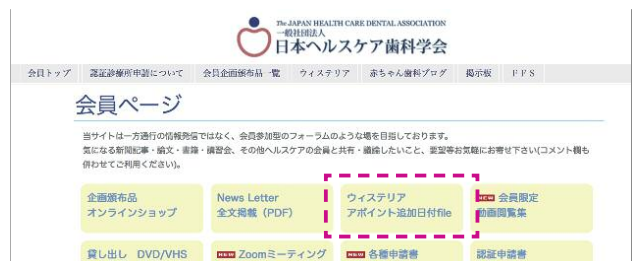 The JAPAN HEALTH CARE DENTAL ASSOCIATION
一般社団法人
日本ヘルスケア歯科学会
会員トップ 認証診療所申請について 会員企画頒布品一覧 ウィステリア 赤ちゃん歯科ブログ 掲示板 FFS
会員ページ
当サイトは一方通行の情報発信ではなく、会員参加型のフォーラムのような場を目指しております。
気になる新聞記事・論文・書籍・講習会、その他ヘルスケアの会員と共有・議論したいこと、要望等お気軽にお寄せ下さい(コメント欄も
併わせてご利用ください)。
企画頒布品
オンラインショップ
News Letter
全文掲載（PDF）
ウィステリア
アポイント追加日付file
NEW 会員限定
動画閲覧集
貸し出し DVD/VHS
NEW Zoomミーティング
NEW 各種申請書
認証申請書